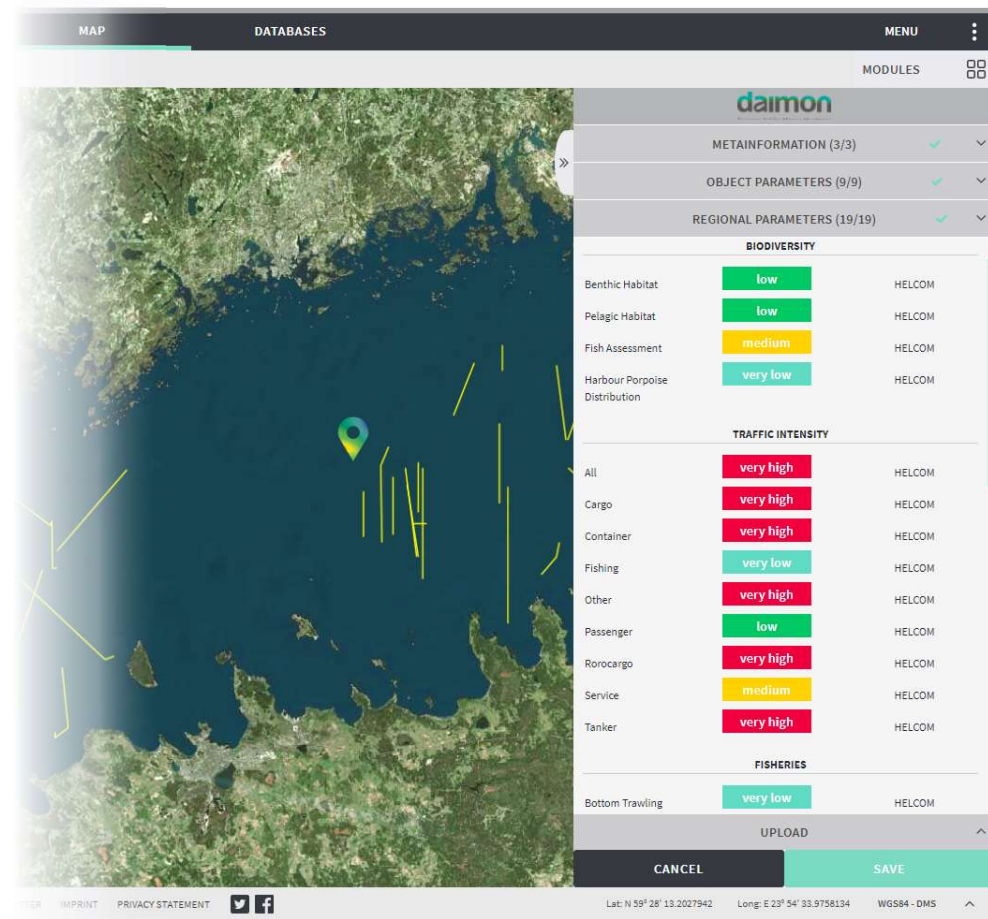 MAP DATABASES MENU
MODULES
daimon
METAINFORMATION (3/3)
OBJECT PARAMETERS (9/9)
REGIONAL PARAMETERS (19/19)
BIODIVERSITY
Benthic Habitat low HELCOM
Pelagic Habitat low HELCOM
Fish Assessment medium HELCOM
Harbour Porpoise very low HELCOM
Distribution
TRAFFIC INTENSITY
All very high HELCOM
Cargo very high HELCOM
Container very high HELCOM
Fishing very low HELCOM
Other very high HELCOM
Passenger low HELCOM
Rorocargo very high HELCOM
Service medium HELCOM
Tanker very high HELCOM
FISHERIES
Bottom Trawling very low HELCOM
UPLOAD
CANCEL SAVE
IMPRINT PRIVACY STATEMENT Lat: N 59° 28' 13.2027942 Long: E 23° 54' 33.9758134 WGS84 - DMS